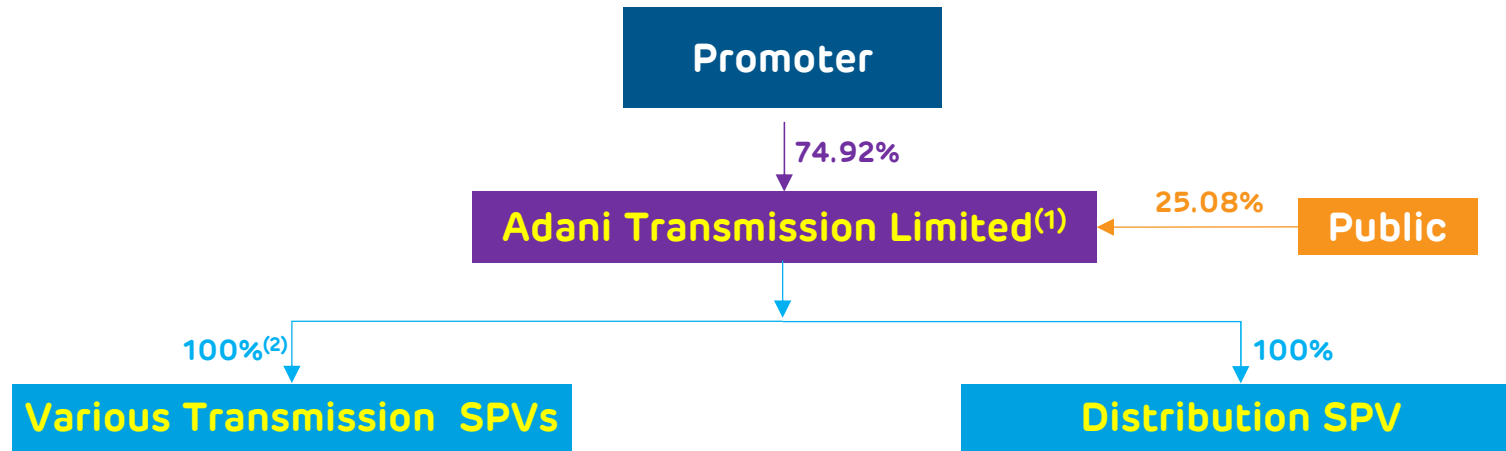 Promoter
74.92%
Adani Transmission Limited(1)
25.08%
Public
100%(2)
100%
Various Transmission SPVs
Distribution SPV